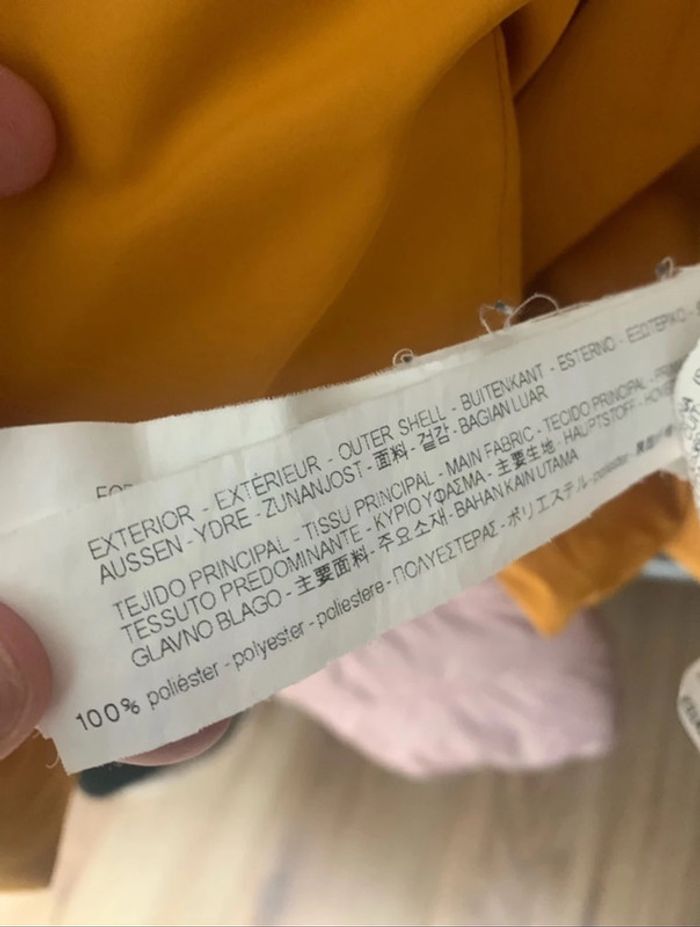 EXTERIOR - EXTÉRIEUR - OUTER SHELL - BUITENKANT - ESTERNO - ΕΞΩΤΕΡΙΚΟ -
AUSSEN - YDRE - ZUNANJOST - 面料 - 겉감 - BAGIAN LUAR
TEJIDO PRINCIPAL - TISSU PRINCIPAL - MAIN FABRIC - TECIDO PRINCIPAL -
TESSUTO PREDOMINANTE - ΚΥΡΙΟ ΥΦΑΣΜΑ - 主要生地 - HAUPTSTOFF -
GLAVNO BLAGO - 主要面料 - 주요소재 - BAHAN KAIN UTAMA
100% poliéster - polyester - poliestere - ΠΟΛΥΕΣΤΕΡΑΣ - ポリエステル - poliester -